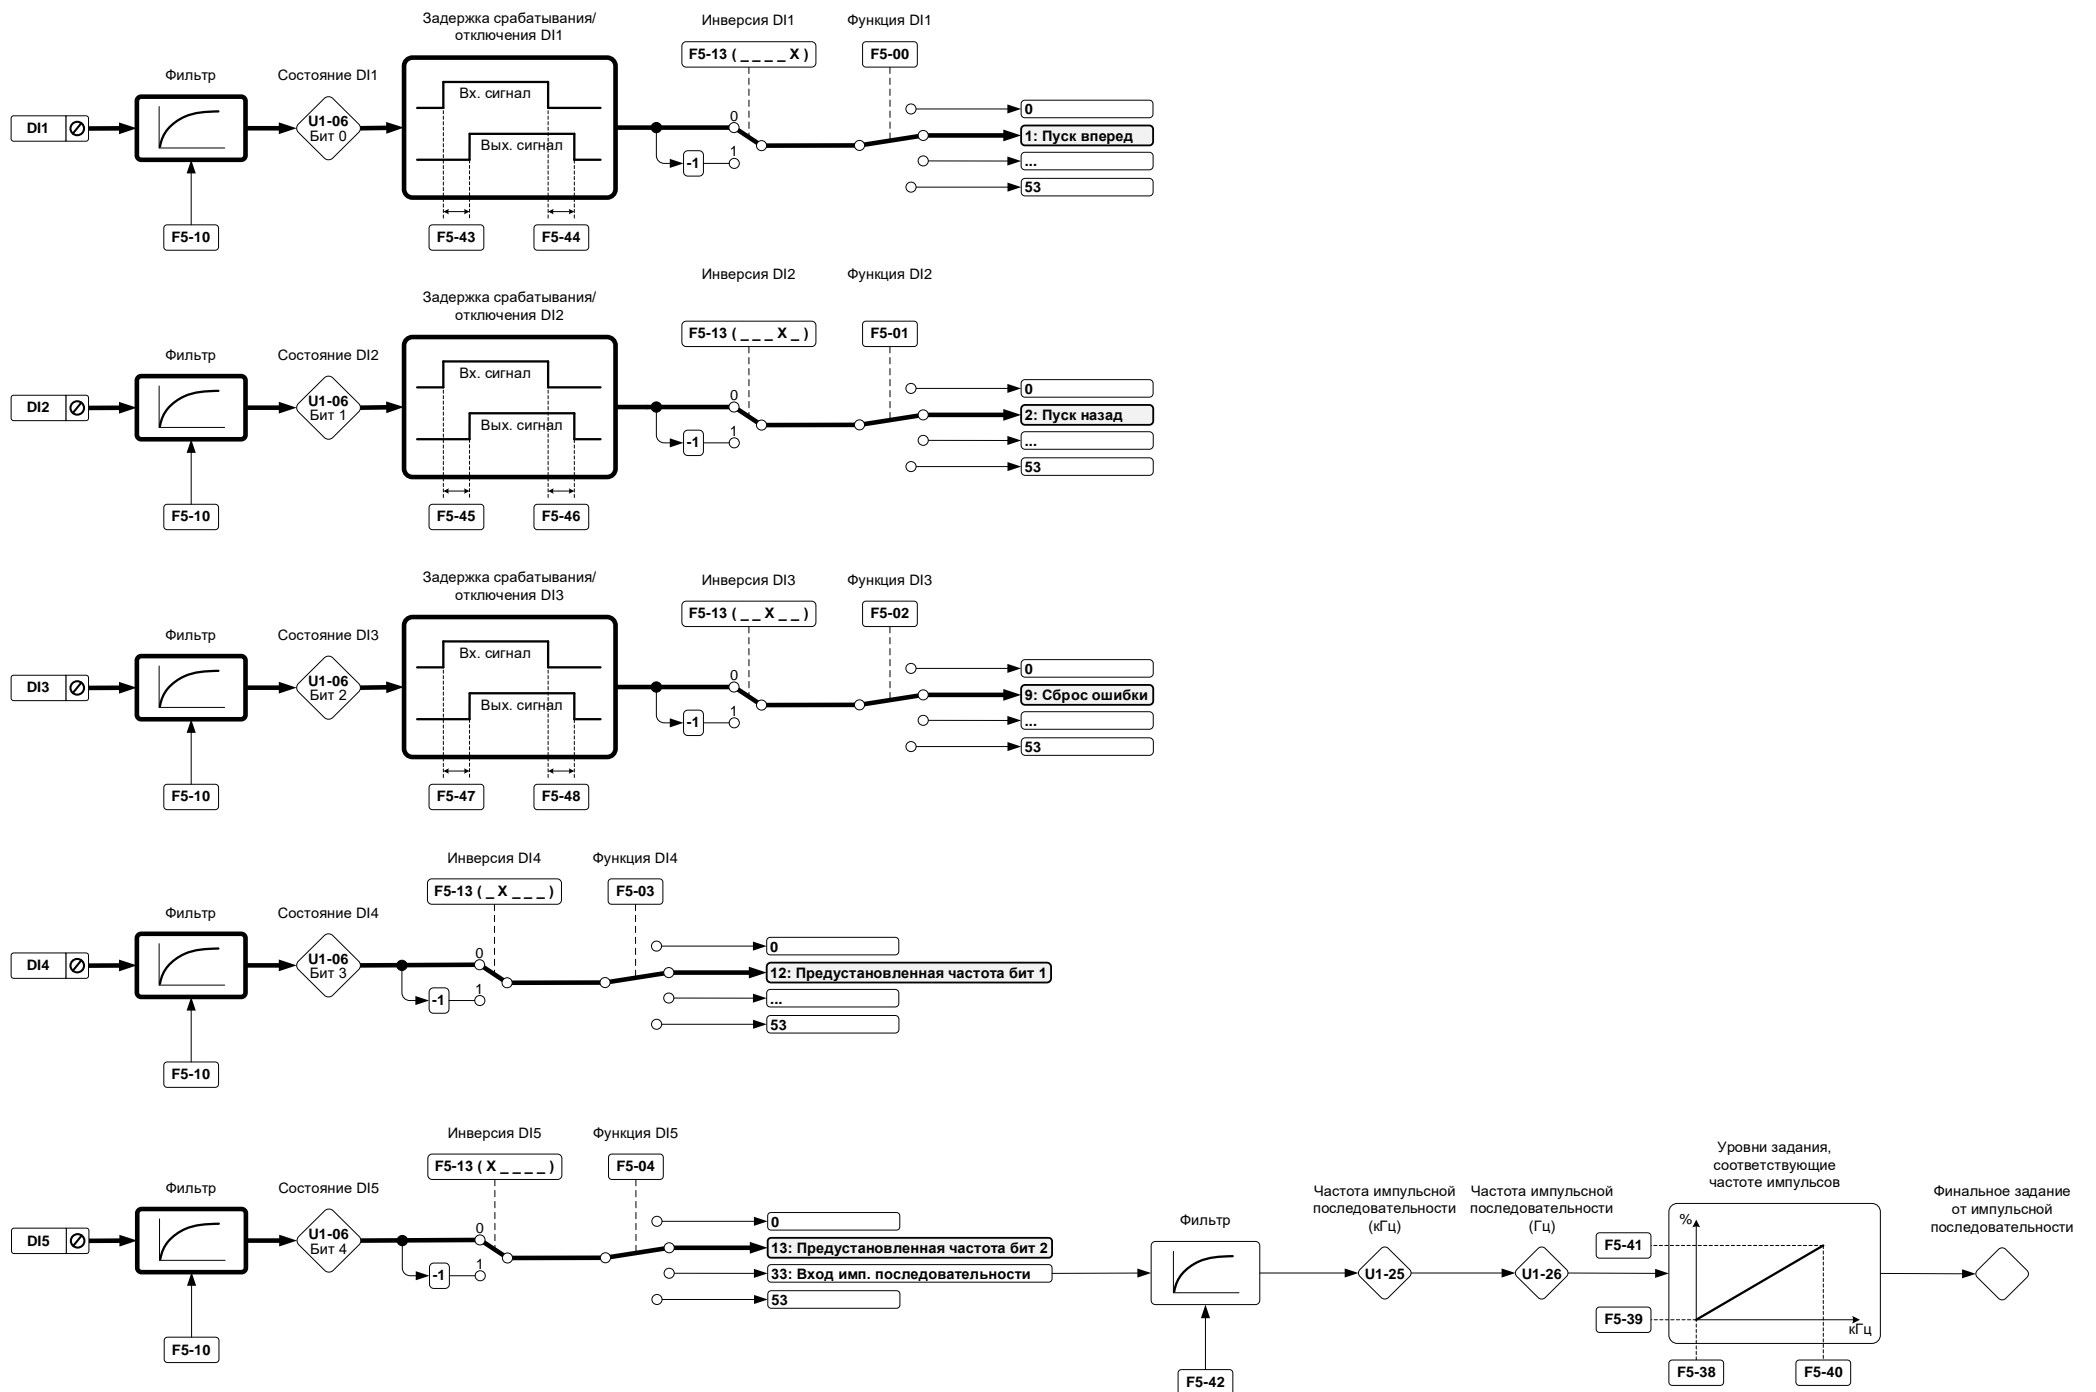 Задержка срабатывания/
отключения DI1
Инверсия DI1
Функция DI1
F5-13 ( _ _ _ _ X )
F5-00
Фильтр
Состояние DI1
DI1
U1-06
Бит 0
Вх. сигнал
Вых. сигнал
0
1
-1
0
1: Пуск вперед
...
53
F5-10
F5-43
F5-44
Инверсия DI2
Функция DI2
Задержка срабатывания/
отключения DI2
F5-13 ( _ _ _ X _ )
F5-01
Фильтр
Состояние DI2
DI2
U1-06
Бит 1
Вх. сигнал
Вых. сигнал
0
1
-1
0
2: Пуск назад
...
53
F5-10
F5-45
F5-46
Задержка срабатывания/
отключения DI3
Инверсия DI3
Функция DI3
F5-13 ( _ _ X _ _ )
F5-02
Фильтр
Состояние DI3
DI3
U1-06
Бит 2
Вх. сигнал
Вых. сигнал
0
1
-1
0
9: Сброс ошибки
...
53
F5-10
F5-47
F5-48
Инверсия DI4
Функция DI4
F5-13 ( _ X _ _ _ )
F5-03
Фильтр
Состояние DI4
DI4
U1-06
Бит 3
0
1
-1
0
12: Предустановленная частота бит 1
...
53
F5-10
Инверсия DI5
Функция DI5
F5-13 ( X _ _ _ _ )
F5-04
Фильтр
Состояние DI5
DI5
U1-06
Бит 4
0
1
-1
0
13: Предустановленная частота бит 2
33: Вход имп. последовательности
53
F5-10
Фильтр
F5-42
Частота импульсной
последовательности
(кГц)
U1-25
Частота импульсной
последовательности
(Гц)
U1-26
Уровни задания,
соответствующие
частоте импульсов
%
кГц
F5-41
F5-39
F5-38
F5-40
Финальное задание
от импульсной
последовательности